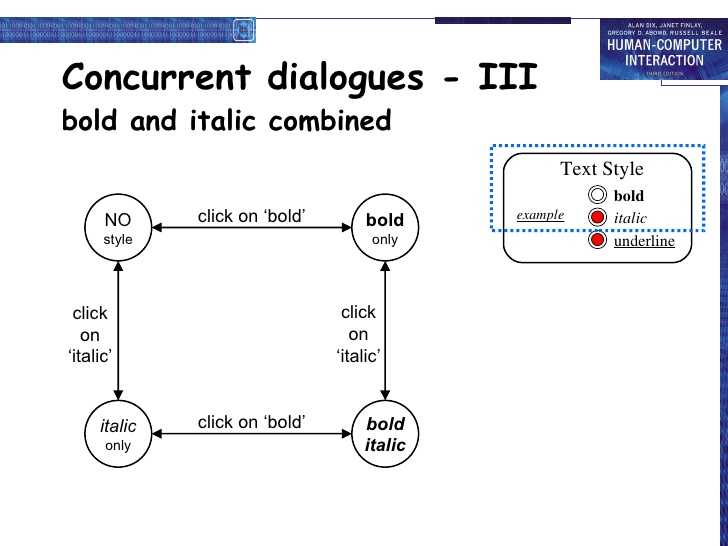 ALAN DIX, JANET FINLAY,
GREGORY D. ABOWD, RUSSELL BEALE
HUMAN-COMPUTER
INTERACTION
THIRD EDITION
Concurrent dialogues - III
bold and italic combined
Text Style
bold
example italic
underline
NO
style
click on ‘bold’
bold
only
click
on
‘italic’
click
on
‘italic’
italic
only
click on ‘bold’
bold
italic